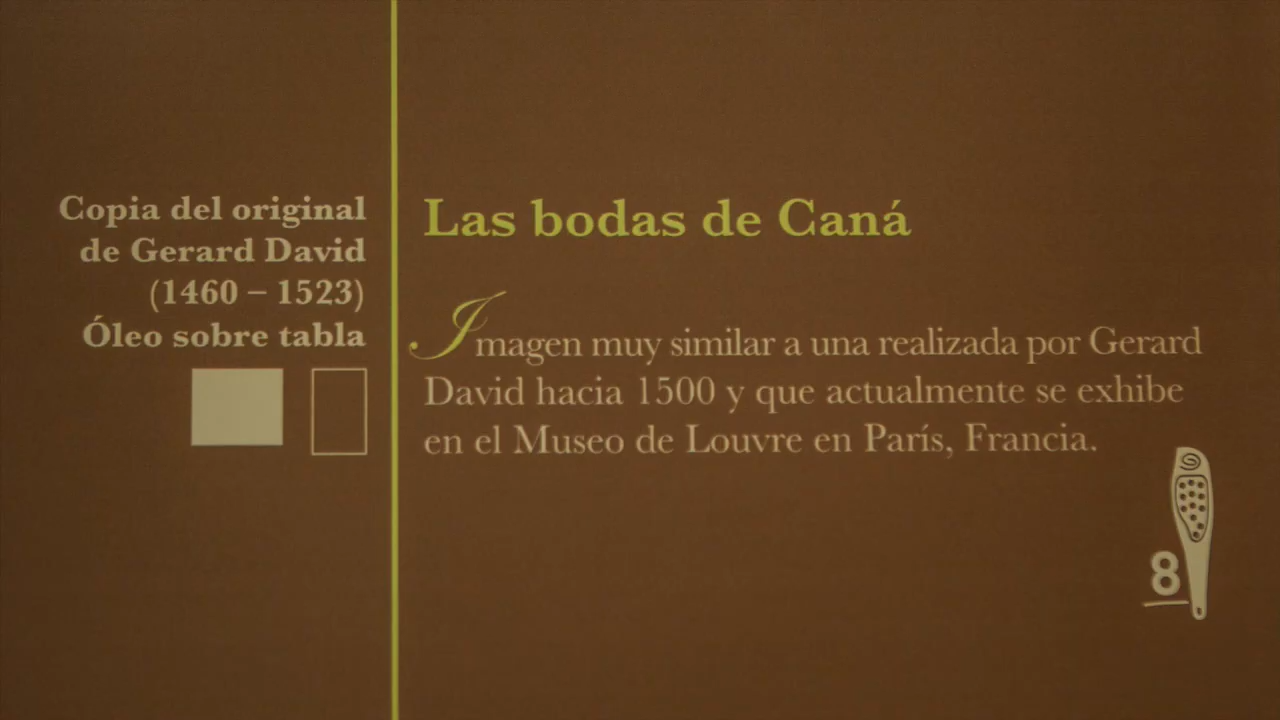 Copia del original
de Gerard David
(1460 – 1523)
Óleo sobre tabla
Las bodas de Caná
Imagen muy similar a una realizada por Gerard
David hacia 1500 y que actualmente se exhibe
en el Museo de Louvre en París, Francia.
8